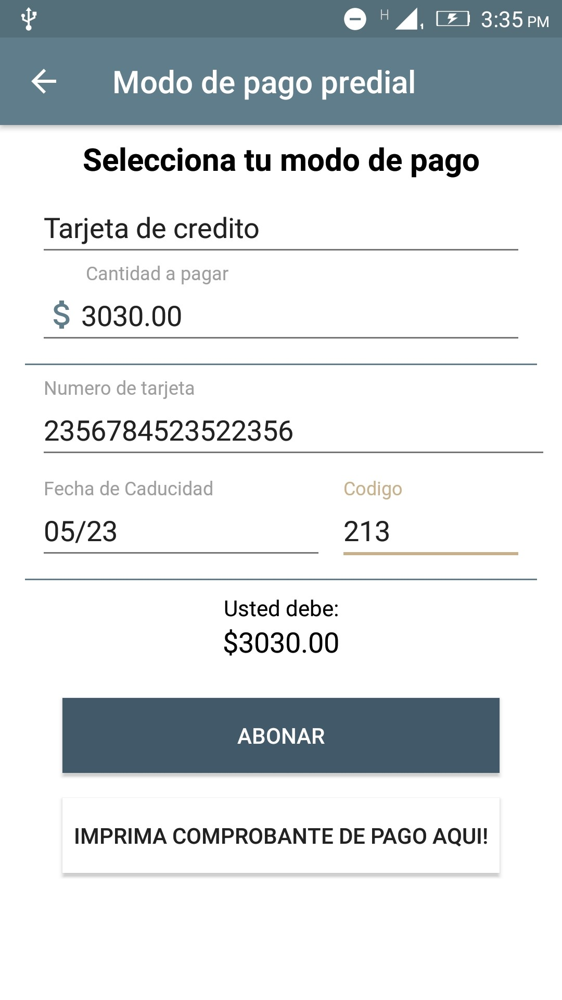 H 1 3:35 PM
Modo de pago predial
Selecciona tu modo de pago
Tarjeta de credito
Cantidad a pagar
$ 3030.00
Numero de tarjeta
2356784523522356
Fecha de Caducidad Codigo
05/23 213
Usted debe:
$3030.00
ABONAR
IMPRIMA COMPROBANTE DE PAGO AQUI!